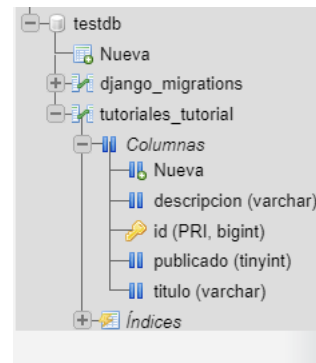 testdb
Nueva
django_migrations
tutoriales_tutorial
Columnas
Nueva
descripcion (varchar)
id (PRI, bigint)
publicado (tinyint)
titulo (varchar)
Índices